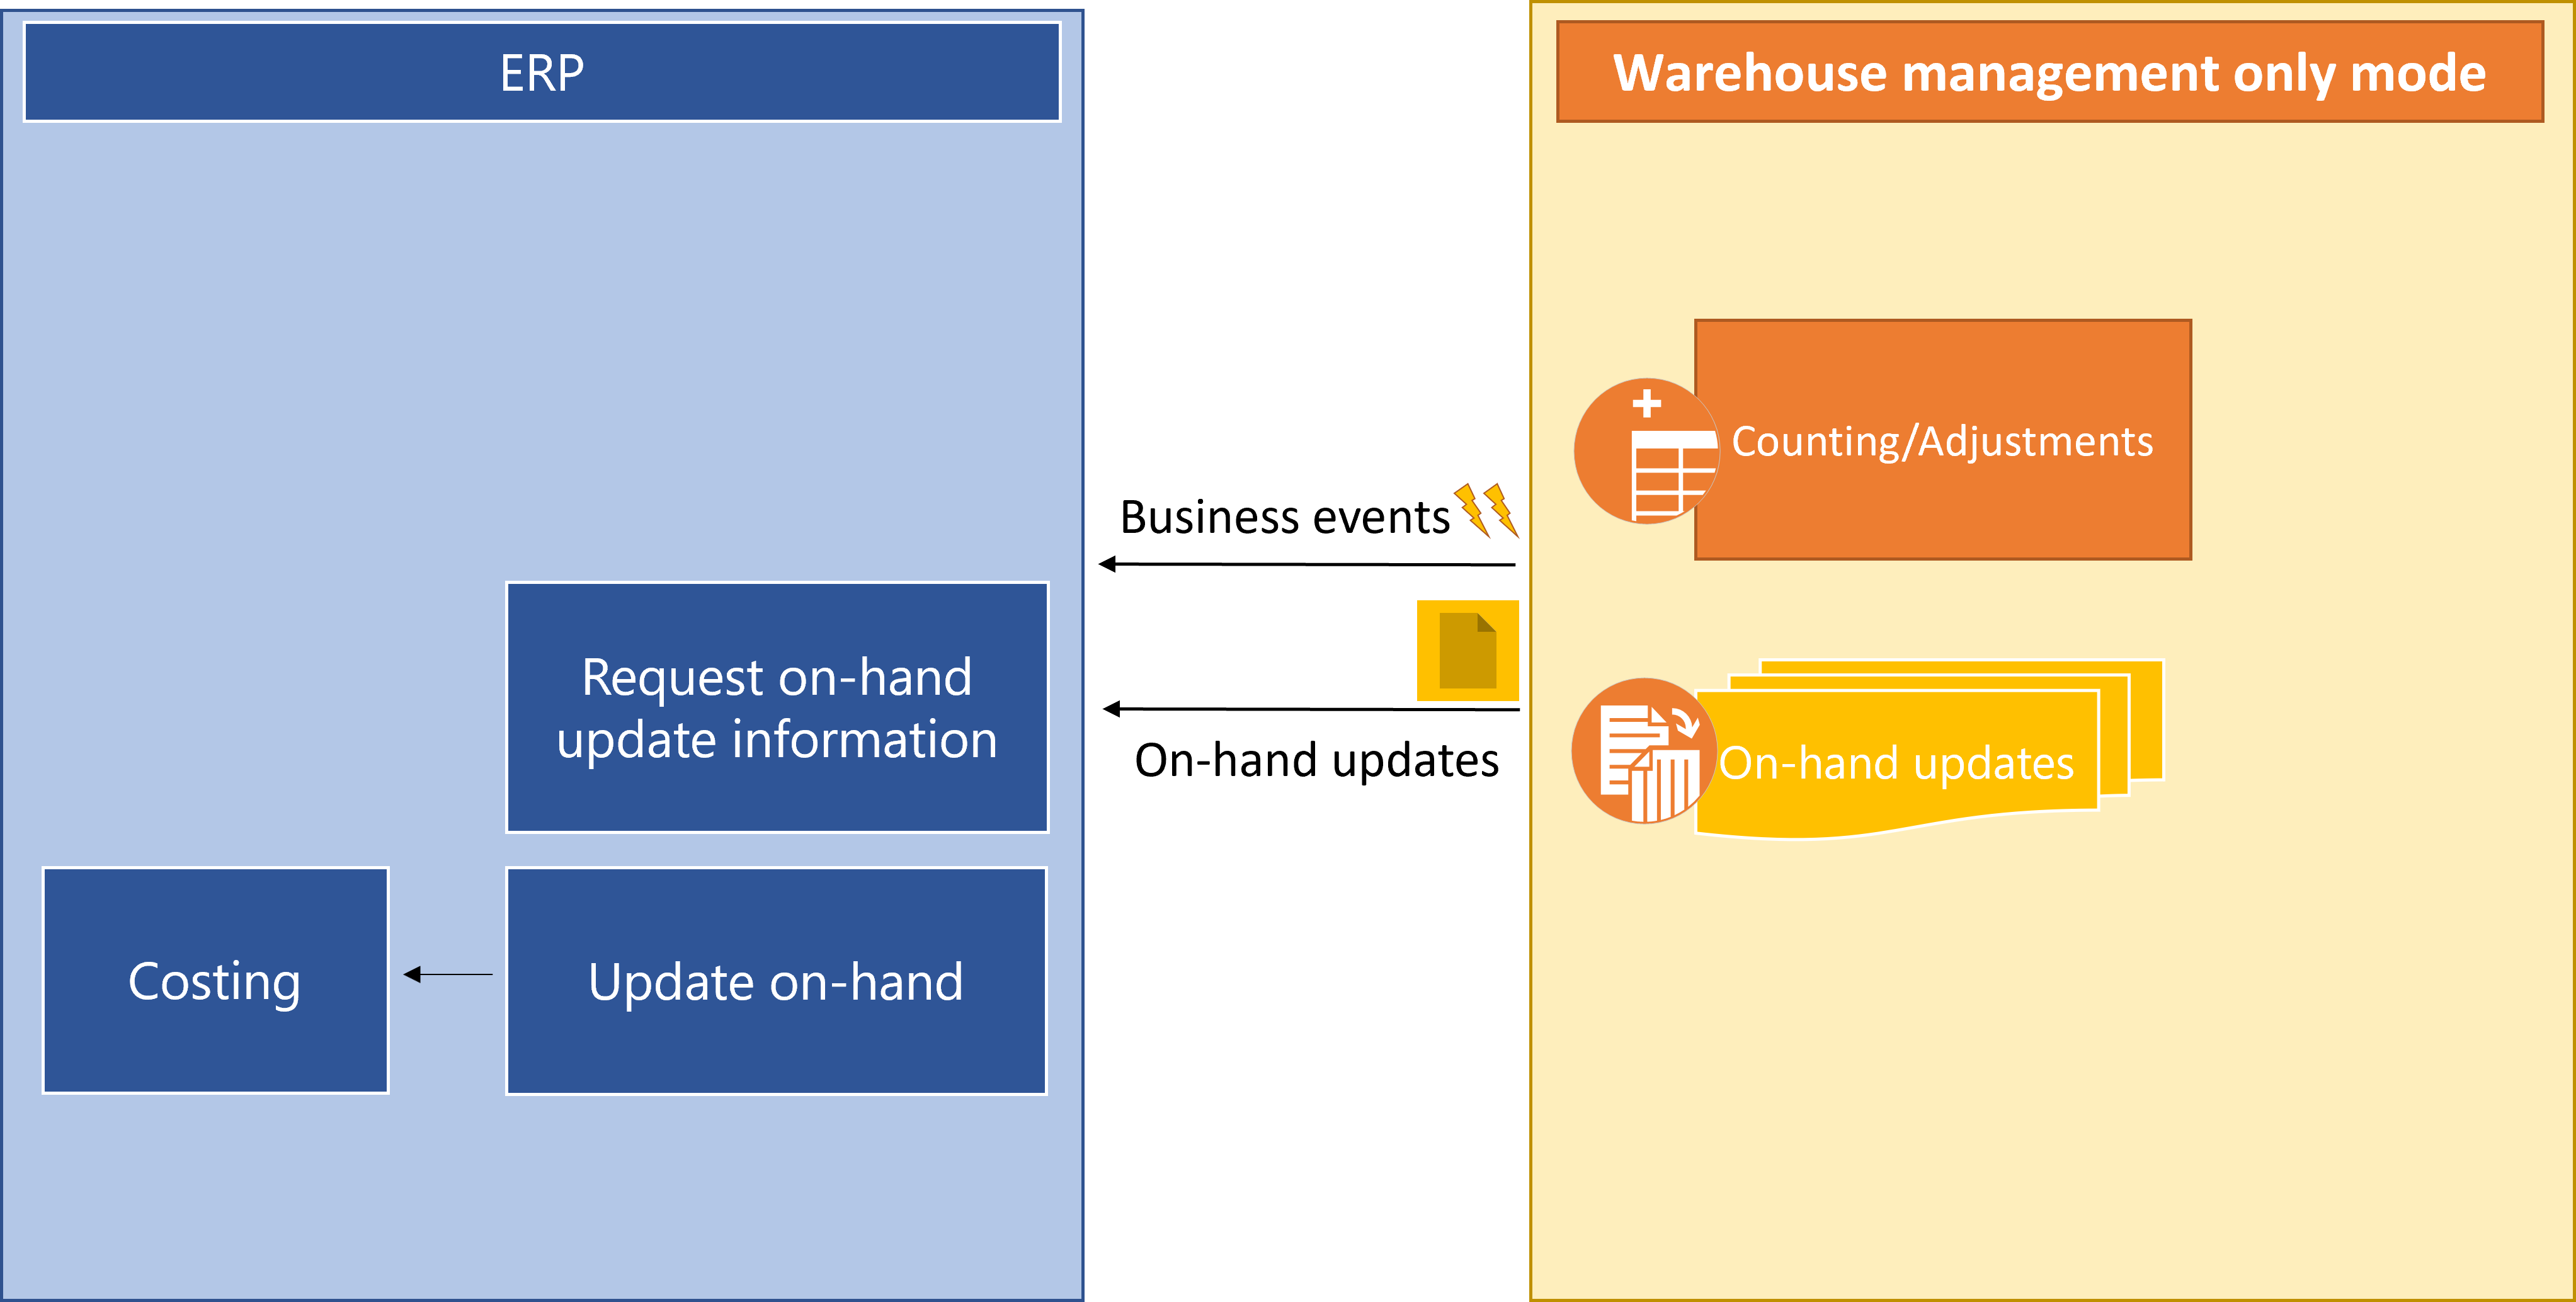 ERP
Warehouse management only mode
Counting/Adjustments
Business events
Request on-hand
update information
On-hand updates
On-hand updates
Costing
Update on-hand